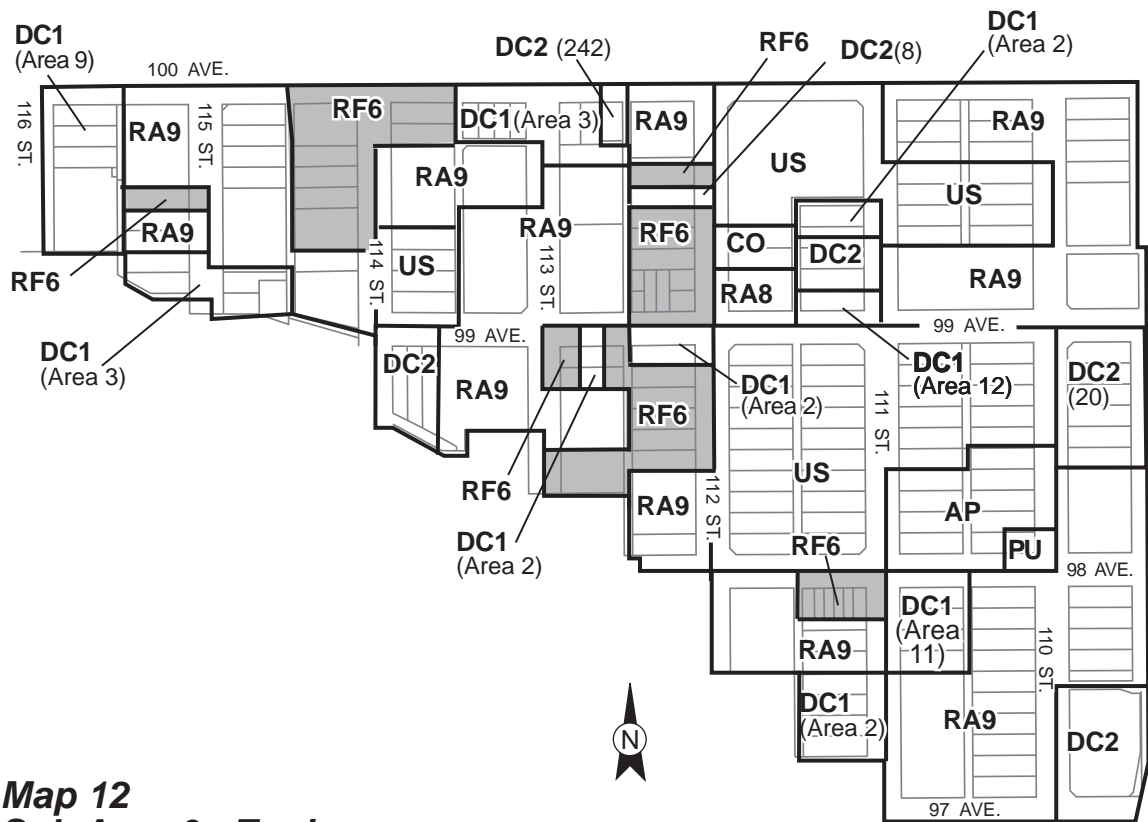 DC1
(Area 9)
100 AVE.
DC2 (242)
RF6
DC2(8)
DC1
(Area 2)
116 ST.
RA9
115 ST.
RF6
DC1(Area 3)
RA9
US
RA9
RA9
US
RF6
RA9
RA9
114 ST.
US
RA9
113 ST.
RF6
CO
DC2
RA8
RA9
DC1
(Area 3)
99 AVE.
99 AVE.
DC2
RA9
RF6
DC1
(Area 2)
RF6
DC1
(Area 2)
DC1
(Area 12)
DC2
(20)
111 ST.
US
RA9
112 ST.
AP
PU
RF6
98 AVE.
DC1
(Area
11)
RA9
110 ST.
DC1
(Area 2)
RA9
DC2
N
97 AVE.
Map 12